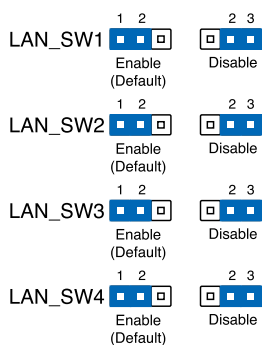 1 2 2 3
LAN_SW1
Enable Disable
(Default)
1 2 2 3
LAN_SW2
Enable Disable
(Default)
1 2 2 3
LAN_SW3
Enable Disable
(Default)
1 2 2 3
LAN_SW4
Enable Disable
(Default)